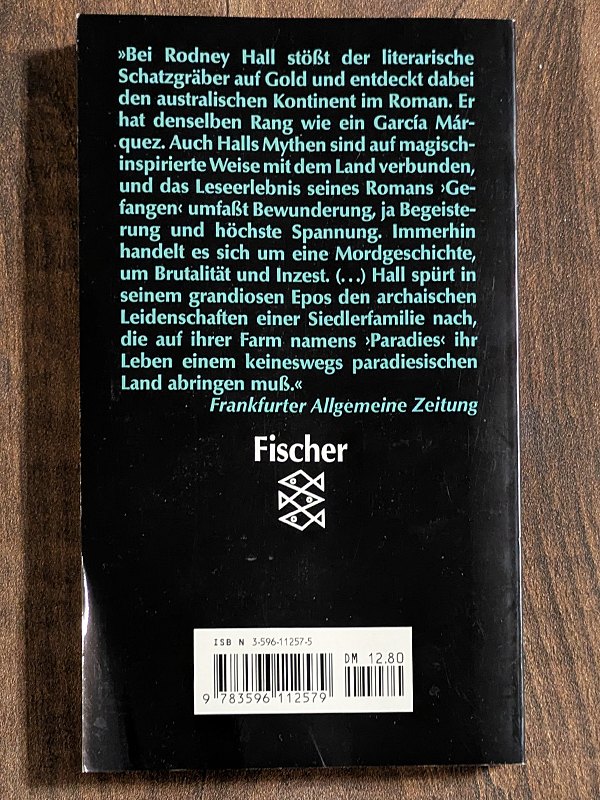 »Bei Rodney Hall stößt der literarische
Schatzgräber auf Gold und entdeckt dabei
den australischen Kontinent im Roman. Er
hat denselben Rang wie ein García Már-
quez. Auch Halls Mythen sind auf magisch-
inspirierte Weise mit dem Land verbunden,
und das Leseerlebnis seines Romans ›Ge-
fangen‹ umfaßt Bewunderung, ja Begeiste-
rung und höchste Spannung. Immerhin
handelt es sich um eine Mordgeschichte,
um Brutalität und Inzest. (...) Hall spürt in
seinem grandiosen Epos den archaischen
Leidenschaften einer Siedlerfamilie nach,
die auf ihrer Farm namens ›Paradies‹ ihr
Leben einem keineswegs paradiesischen
Land abringen muß.«
Frankfurter Allgemeine Zeitung
Fischer
ISBN 3-596-11257-5
DM 12.80
9 783596 112579